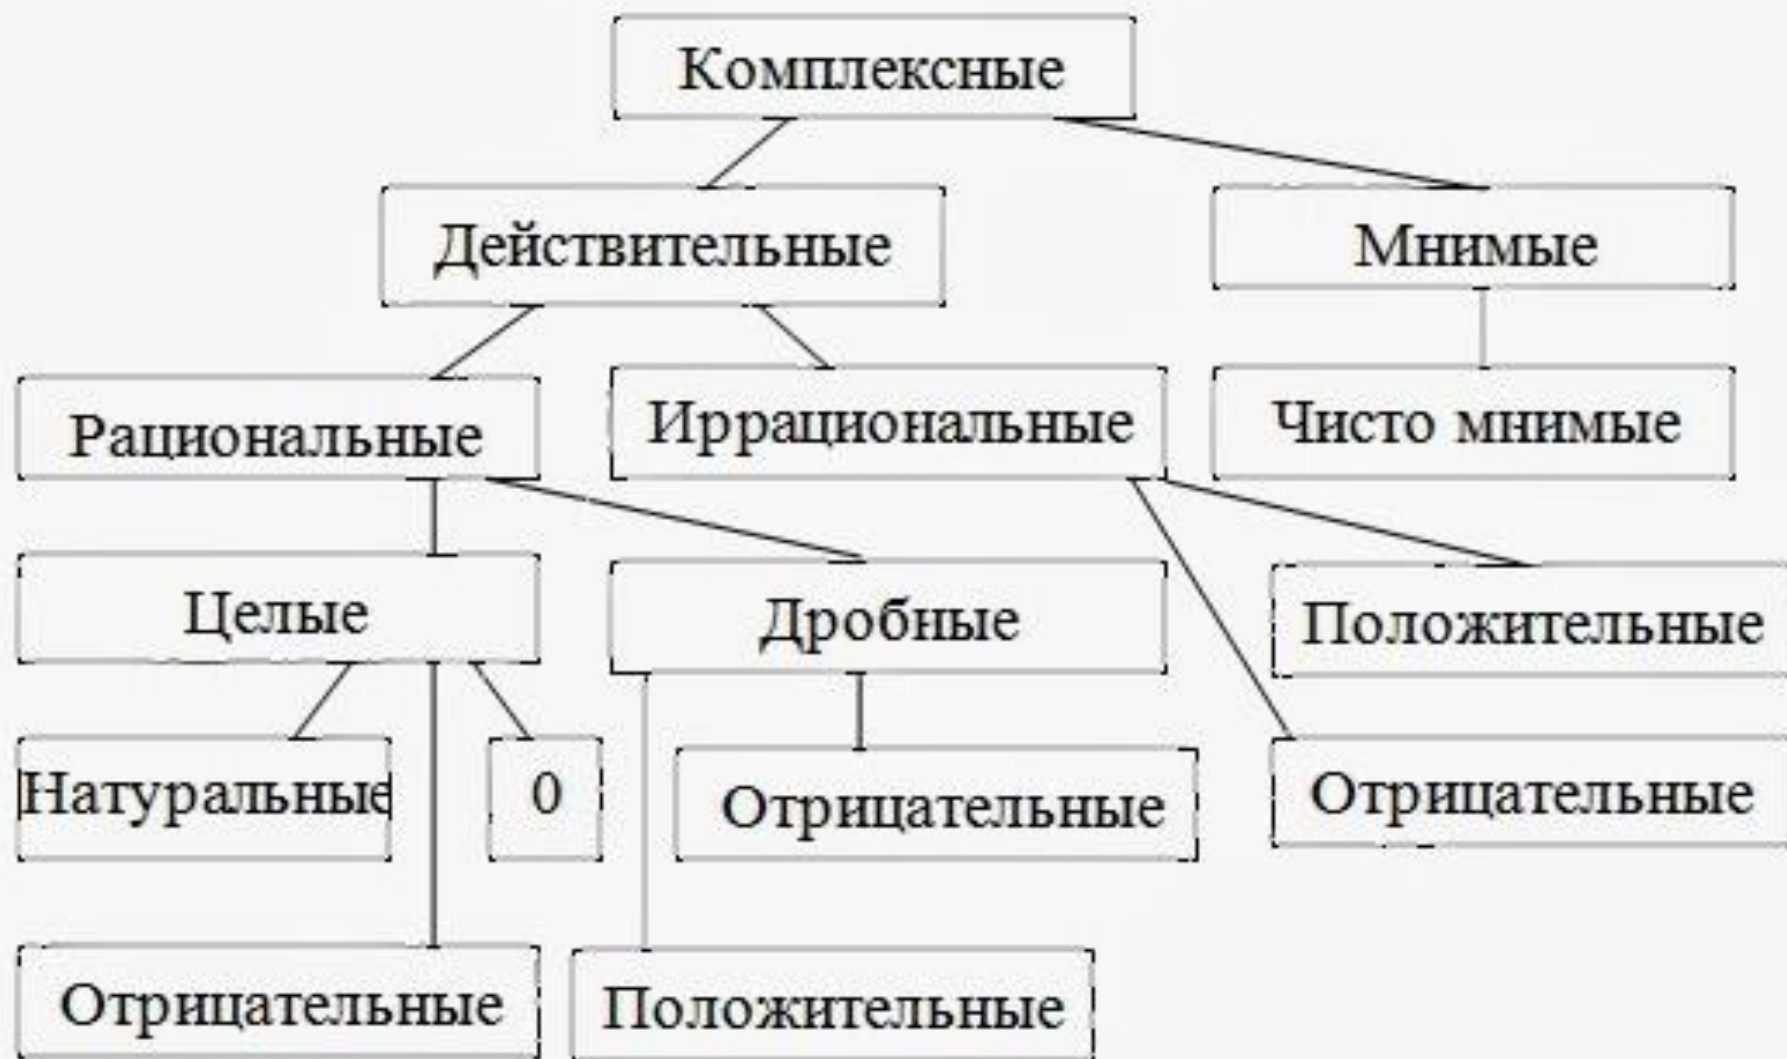 Комплексные
Действительные
Мнимые
Рациональные
Иррациональные
Чисто мнимые
Целые
Дробные
Положительные
Натуральные
0
Отрицательные
Отрицательные
Отрицательные
Положительные